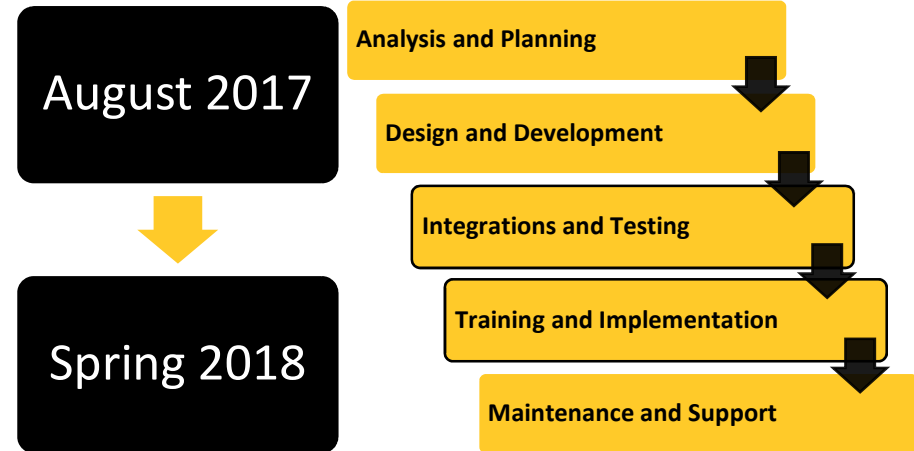 August 2017
Spring 2018
Analysis and Planning
Design and Development
Integrations and Testing
Training and Implementation
Maintenance and Support